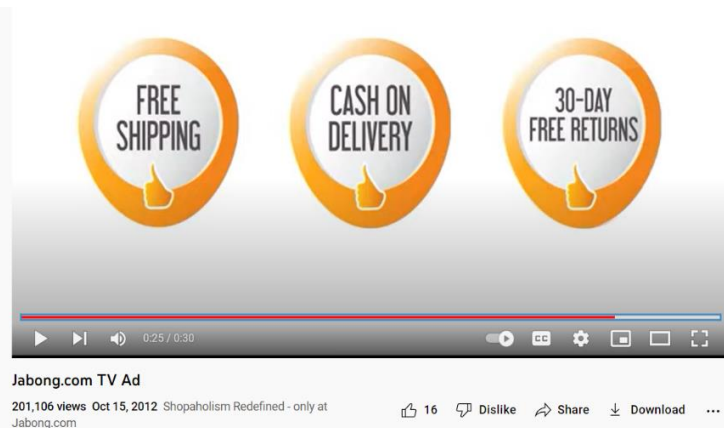 FREE
SHIPPING
CASH ON
DELIVERY
30-DAY
FREE RETURNS
0:25 / 0:30
CC
Jabong.com TV Ad
201,106 views Oct 15, 2012 Shopaholism Redefined - only at
Jabong.com
16 Dislike Share Download ...